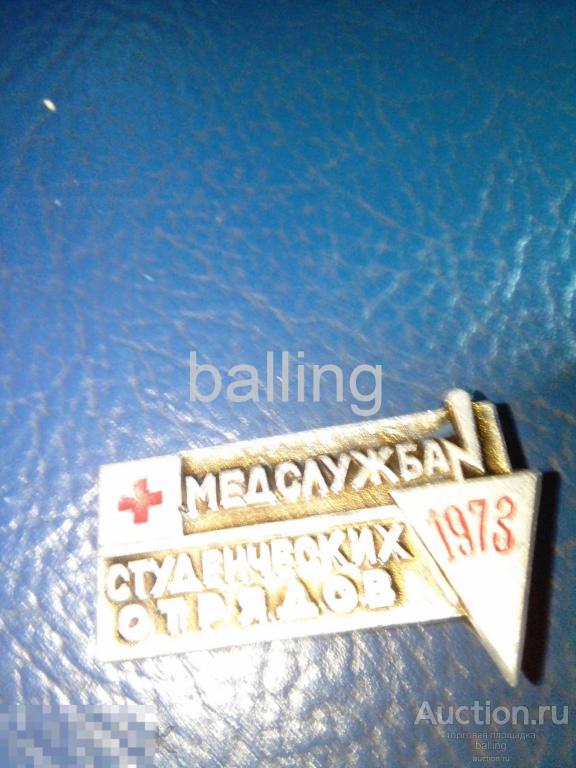 balling
МЕДСЛУЖБА
1973
СТУДЕНЧЕСКИХ
ОТРЯДОВ
Auction.ru
торговая площадка
balling
auction.ru